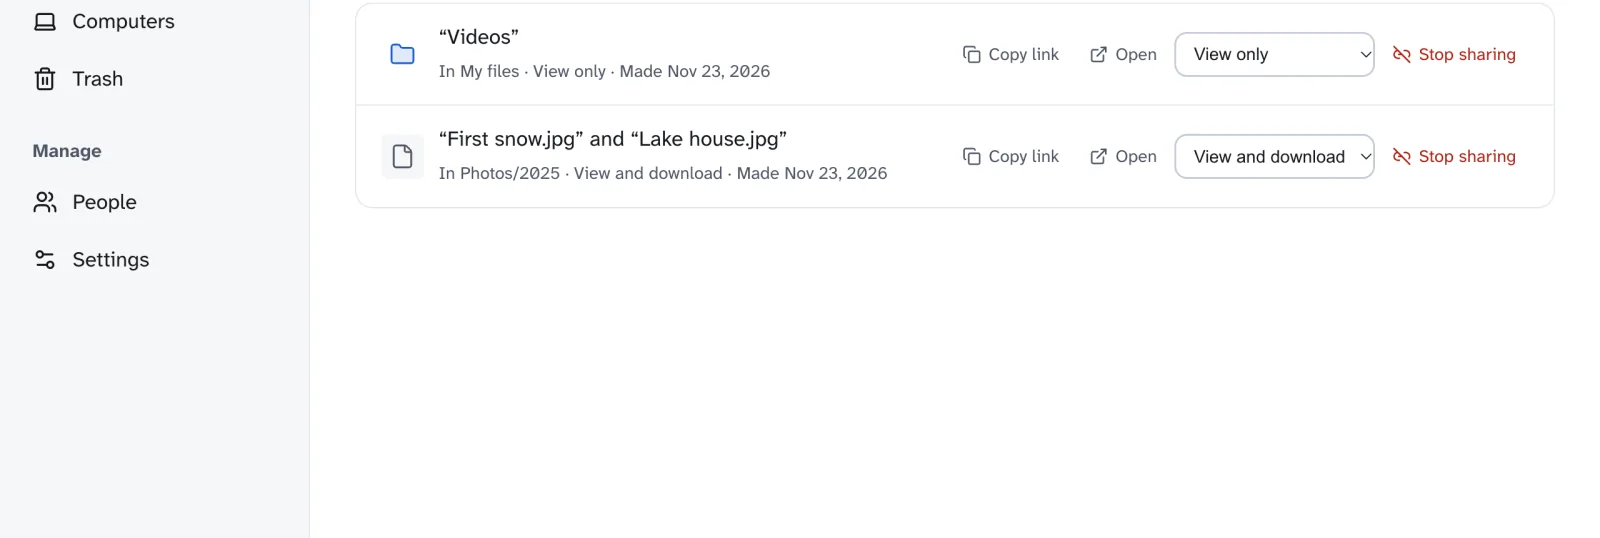 Computers
Trash
Manage
People
Settings
“Videos”
In My files · View only · Made Nov 23, 2026
Copy link
Open
View only
Stop sharing
“First snow.jpg” and “Lake house.jpg”
In Photos/2025 · View and download · Made Nov 23, 2026
Copy link
Open
View and download
Stop sharing